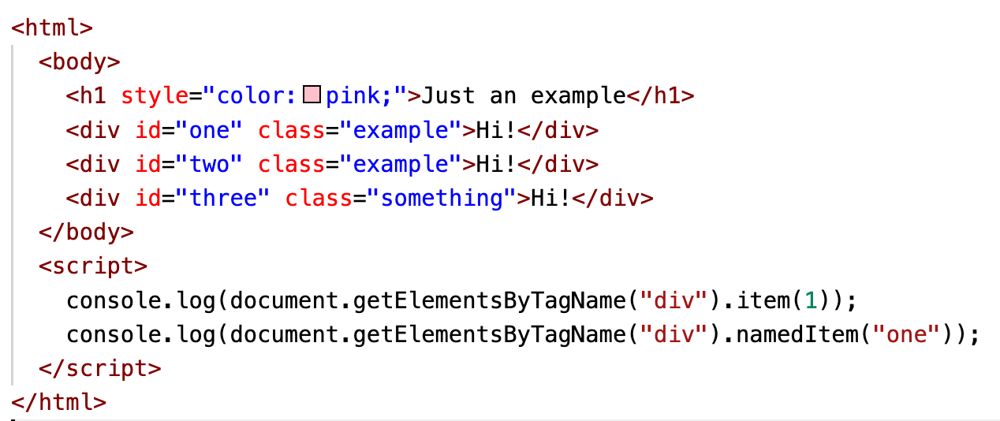 <html>
  <body>
    <h1 style="color: pink;">Just an example</h1>
    <div id="one" class="example">Hi!</div>
    <div id="two" class="example">Hi!</div>
    <div id="three" class="something">Hi!</div>
  </body>
  <script>
    console.log(document.getElementsByTagName("div").item(1));
    console.log(document.getElementsByTagName("div").namedItem("one"));
  </script>
</html>